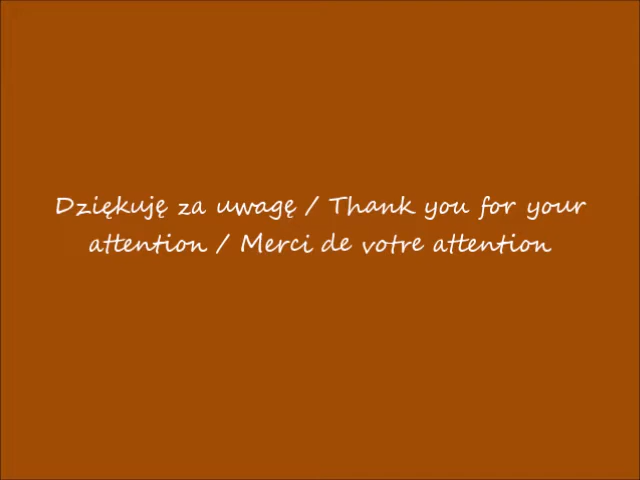 Dziękuję za uwagę / Thank you for your
attention / Merci de votre attention